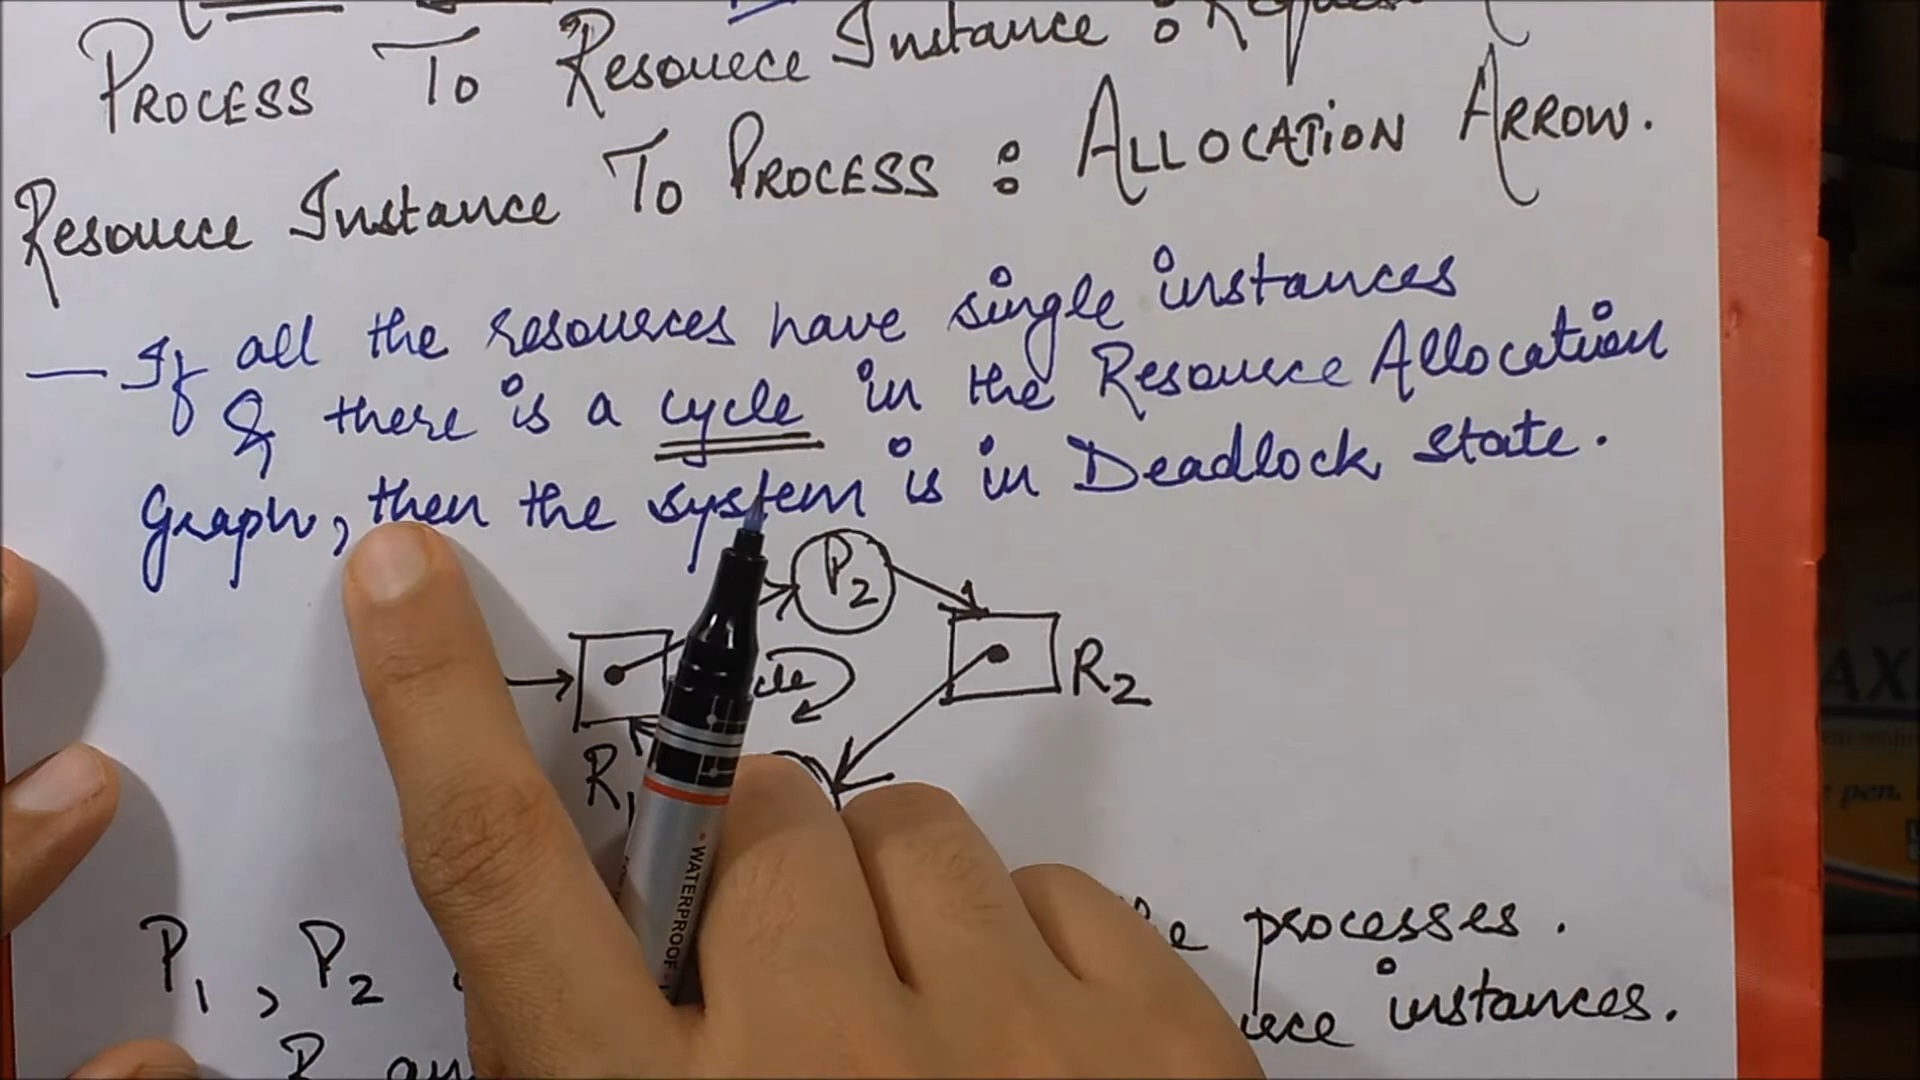 PROCESS TO Resource Instance : Request
Resource Instance To PROCESS : ALLOCATION ARROW.
— If all the resources have single instances
& there is a cycle in the Resource Allocation
Graph, then the system is in Deadlock state.
P2
R2
R1
WATERPROOF
P1, P2 processes.
R instances.